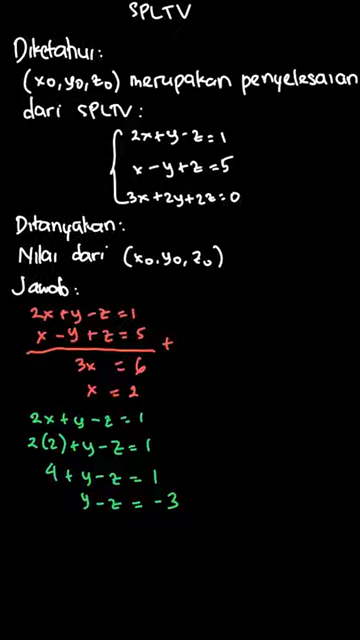 SPLTV
Diketahui:
(x0, y0, z0) merupakan penyelesaian
dari SPLTV:
2x+y-z=1
x-y+z=5
3x+2y+2z=0
Ditanyakan:
Nilai dari (x0, y0, z0)
Jawab:
2x+y-z=1
x-y+z=5 +
3x = 6
x = 2
2x+y-z=1
2(2)+y-z=1
4+y-z=1
y-z=-3